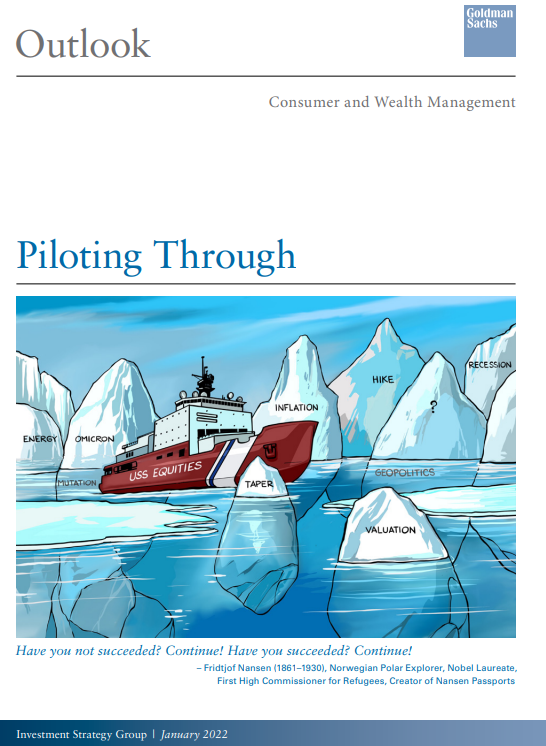 Goldman
Sachs
Outlook
Consumer and Wealth Management
Piloting Through
RECESSION
HIKE
INFLATION
?
ENERGY
OMICRON
USS EQUITIES
GEOPOLITICS
MUTATION
TAPER
VALUATION
Have you not succeeded? Continue! Have you succeeded? Continue!
– Fridtjof Nansen (1861–1930), Norwegian Polar Explorer, Nobel Laureate,
First High Commissioner for Refugees, Creator of Nansen Passports
Investment Strategy Group | January 2022